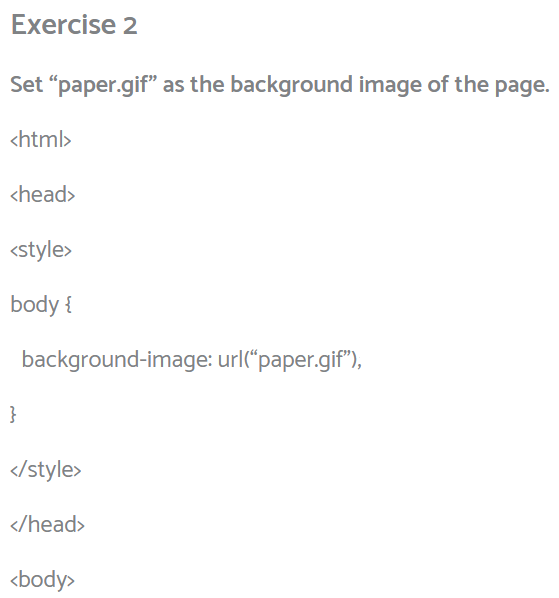 Exercise 2
Set “paper.gif” as the background image of the page.
<html>
<head>
<style>
body {
background-image: url(“paper.gif”),
}
</style>
</head>
<body>